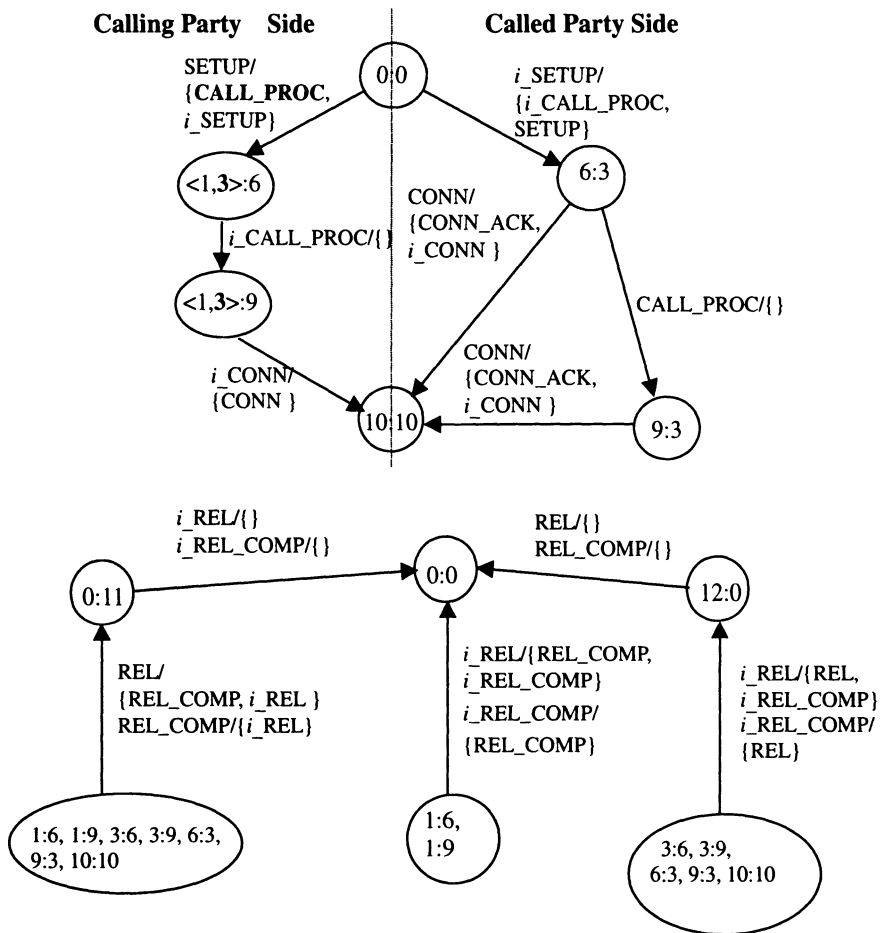 Calling Party Side
Called Party Side
SETUP/
{CALL_PROC,
i_SETUP}
0:0
i_SETUP/
{i_CALL_PROC,
SETUP}
<1,3>:6
6:3
CONN/
{CONN_ACK,
i_CONN }
i_CALL_PROC/{}
<1,3>:9
CALL_PROC/{}
i_CONN/
{CONN }
CONN/
{CONN_ACK,
i_CONN }
10:10
9:3
i_REL/{}
i_REL_COMP/{}
REL/{}
REL_COMP/{}
0:11
0:0
12:0
REL/
{REL_COMP, i_REL }
REL_COMP/{i_REL}
i_REL/{REL_COMP,
i_REL_COMP}
i_REL_COMP/
{REL_COMP}
i_REL/{REL,
i_REL_COMP}
i_REL_COMP/
{REL}
1:6, 1:9, 3:6, 3:9, 6:3,
9:3, 10:10
1:6,
1:9
3:6, 3:9,
6:3, 9:3, 10:10